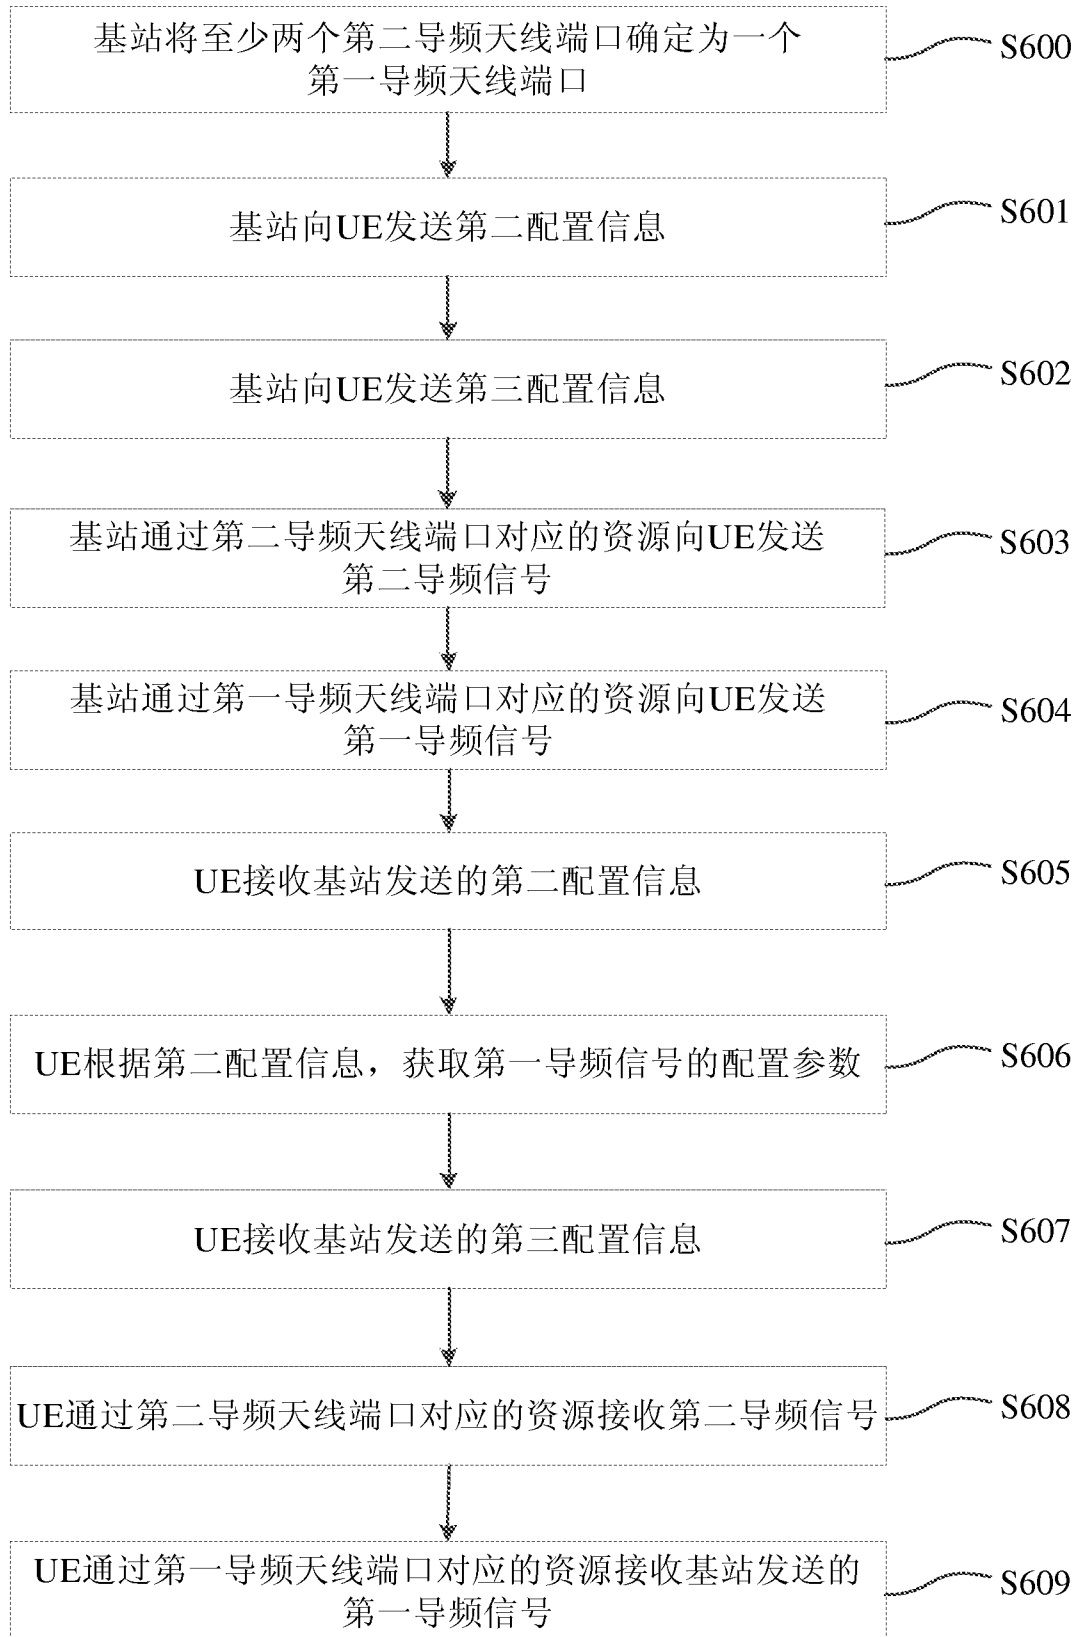 基站将至少两个第二导频天线端口确定为一个
第一导频天线端口
S600
基站向UE发送第二配置信息
S601
基站向UE发送第三配置信息
S602
基站通过第二导频天线端口对应的资源向UE发送
第二导频信号
S603
基站通过第一导频天线端口对应的资源向UE发送
第一导频信号
S604
UE接收基站发送的第二配置信息
S605
UE根据第二配置信息，获取第一导频信号的配置参数
S606
UE接收基站发送的第三配置信息
S607
UE通过第二导频天线端口对应的资源接收第二导频信号
S608
UE通过第一导频天线端口对应的资源接收基站发送的
第一导频信号
S609